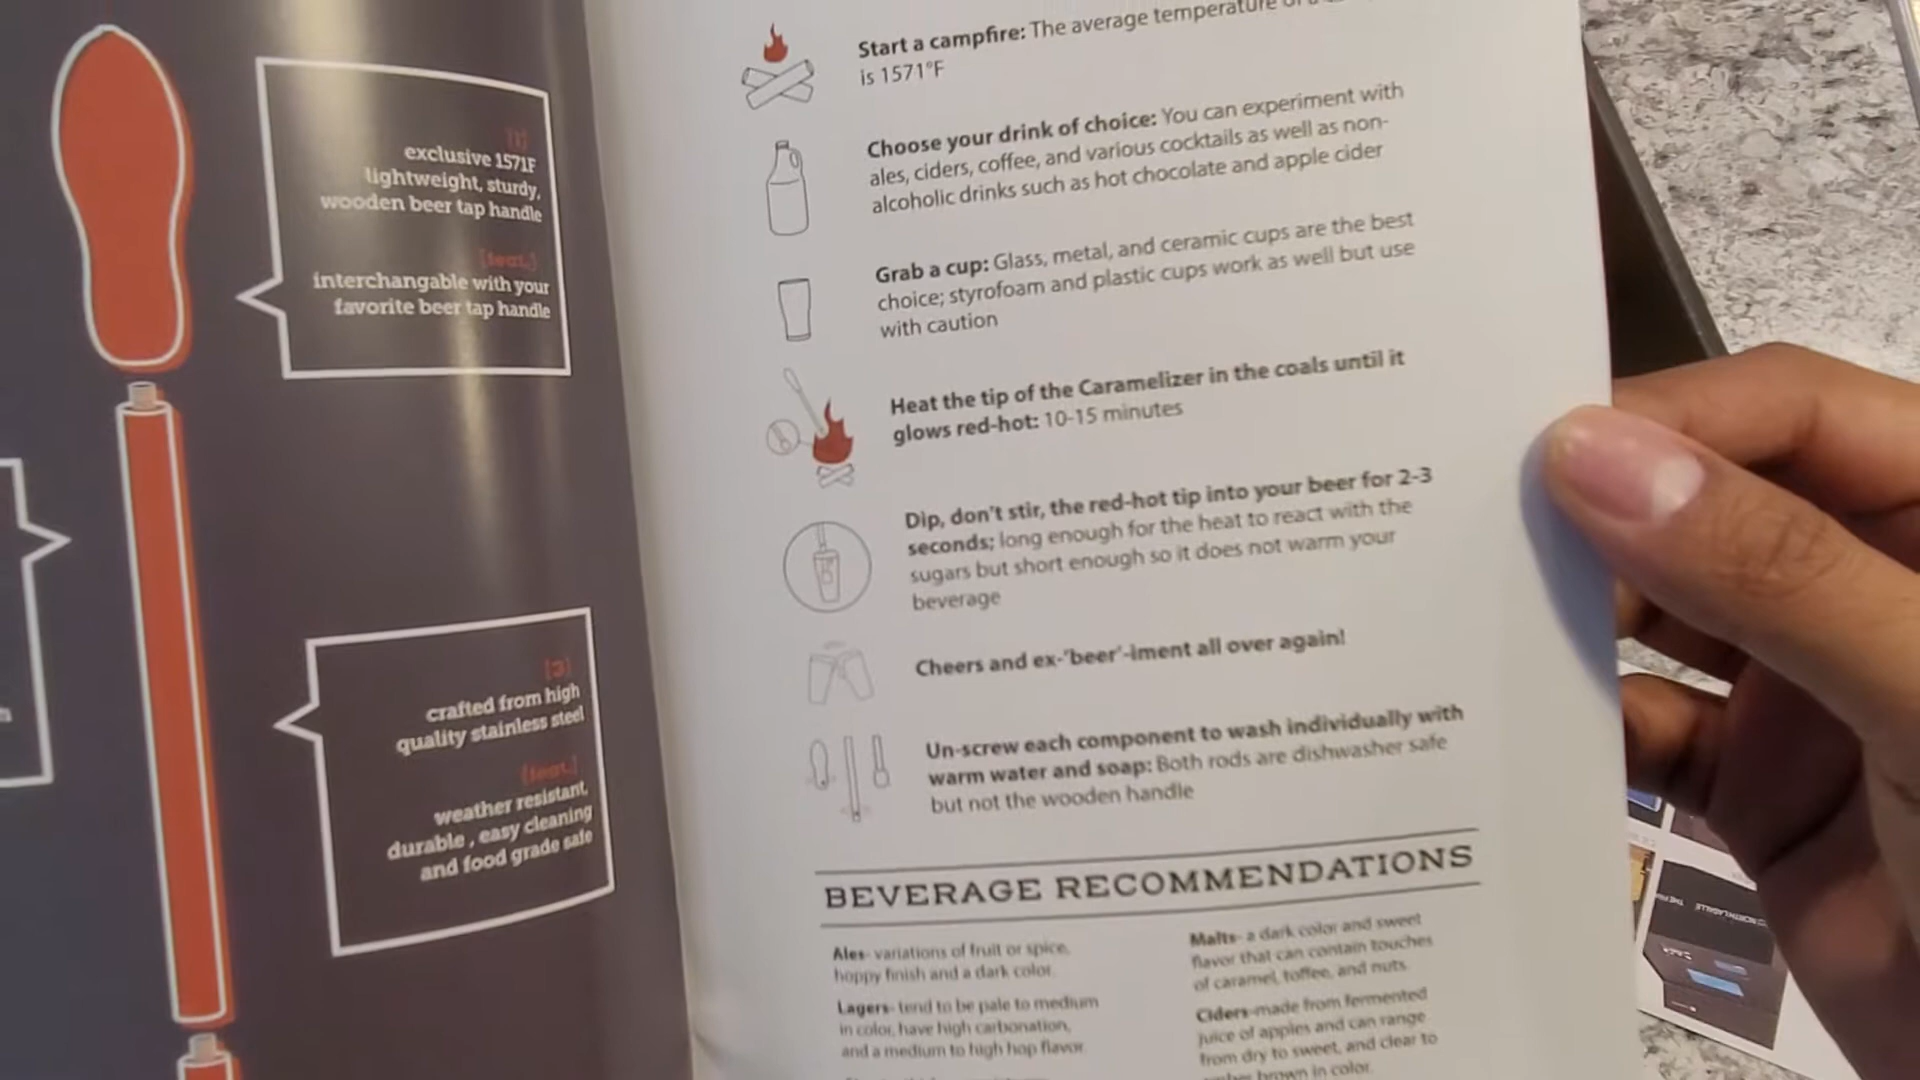 [1]
exclusive 1571F
lightweight, sturdy,
wooden beer tap handle
[feat.]
interchangable with your
favorite beer tap handle
[3]
crafted from high
quality stainless steel
[feat.]
weather resistant,
durable , easy cleaning
and food grade safe
Start a campfire: The average temperature
is 1571°F
Choose your drink of choice: You can experiment with
ales, ciders, coffee, and various cocktails as well as non-
alcoholic drinks such as hot chocolate and apple cider
Grab a cup: Glass, metal, and ceramic cups are the best
choice; styrofoam and plastic cups work as well but use
with caution
Heat the tip of the Caramelizer in the coals until it
glows red-hot: 10-15 minutes
Dip, don't stir, the red-hot tip into your beer for 2-3
seconds; long enough for the heat to react with the
sugars but short enough so it does not warm your
beverage
Cheers and ex-'beer'-iment all over again!
Un-screw each component to wash individually with
warm water and soap: Both rods are dishwasher safe
but not the wooden handle
BEVERAGE RECOMMENDATIONS
Ales- variations of fruit or spice,
hoppy finish and a dark color.
Lagers- tend to be pale to medium
in color, have high carbonation,
and a medium to high hop flavor.
Malts- a dark color and sweet
flavor that can contain touches
of caramel, toffee, and nuts.
Ciders-made from fermented
juice of apples and can range
from dry to sweet, and clear to
brown in color.